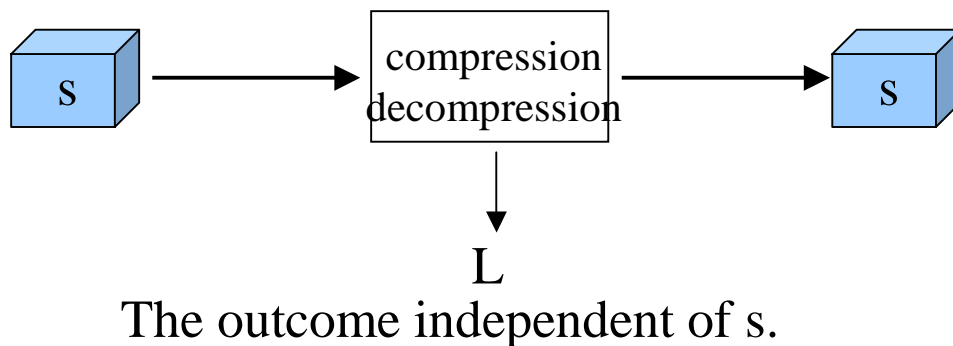 compression
s
decompression
s
L
The outcome independent of s.